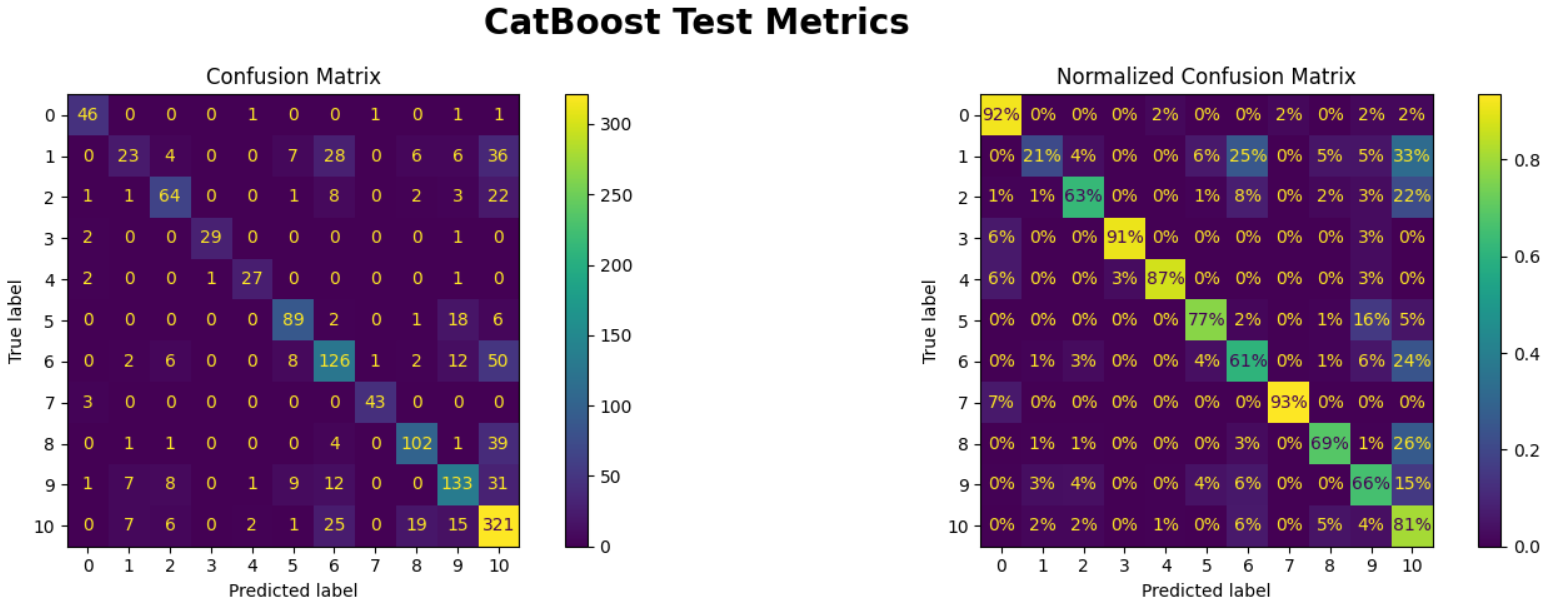 CatBoost Test Metrics
Confusion Matrix
Normalized Confusion Matrix
0 46 0 0 0 1 0 0 1 0 1 1
1 0 23 4 0 0 7 28 0 6 6 36
2 1 1 64 0 0 1 8 0 2 3 22
3 2 0 0 29 0 0 0 0 0 1 0
4 2 0 0 1 27 0 0 0 0 1 0
5 0 0 0 0 0 89 2 0 1 18 6
6 0 2 6 0 0 8 126 1 2 12 50
7 3 0 0 0 0 0 0 43 0 0 0
8 0 1 1 0 0 0 4 0 102 1 39
9 1 7 8 0 1 9 12 0 0 133 31
10 0 7 6 0 2 1 25 0 19 15 321
0 1 2 3 4 5 6 7 8 9 10
Predicted label
True label
300
250
200
150
100
50
0
0 92% 0% 0% 0% 2% 0% 0% 2% 0% 2% 2%
1 0% 21% 4% 0% 0% 6% 25% 0% 5% 5% 33%
2 1% 1% 63% 0% 0% 1% 8% 0% 2% 3% 22%
3 6% 0% 0% 91% 0% 0% 0% 0% 0% 3% 0%
4 6% 0% 0% 3% 87% 0% 0% 0% 0% 3% 0%
5 0% 0% 0% 0% 0% 77% 2% 0% 1% 16% 5%
6 0% 1% 3% 0% 0% 4% 61% 0% 1% 6% 24%
7 7% 0% 0% 0% 0% 0% 0% 93% 0% 0% 0%
8 0% 1% 1% 0% 0% 0% 3% 0% 69% 1% 26%
9 0% 3% 4% 0% 0% 4% 6% 0% 0% 66% 15%
10 0% 2% 2% 0% 1% 0% 6% 0% 5% 4% 81%
0 1 2 3 4 5 6 7 8 9 10
Predicted label
True label
0.8
0.6
0.4
0.2
0.0